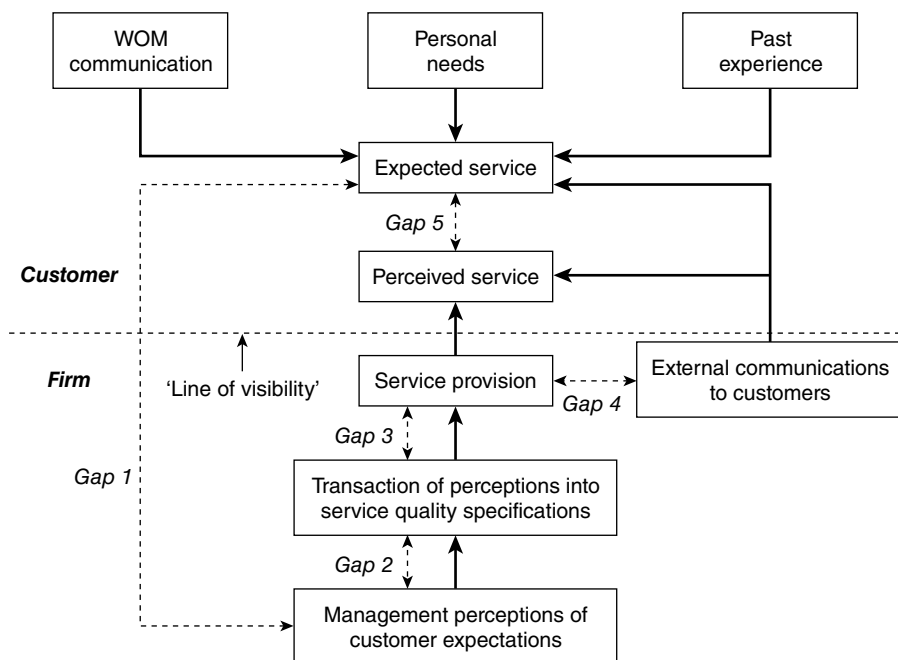 WOM
communication
Personal
needs
Past
experience
Expected service
Gap 5
Perceived service
Customer
Firm
'Line of visibility'
Service provision
Gap 4
External communications
to customers
Gap 3
Gap 1
Transaction of perceptions into
service quality specifications
Gap 2
Management perceptions of
customer expectations